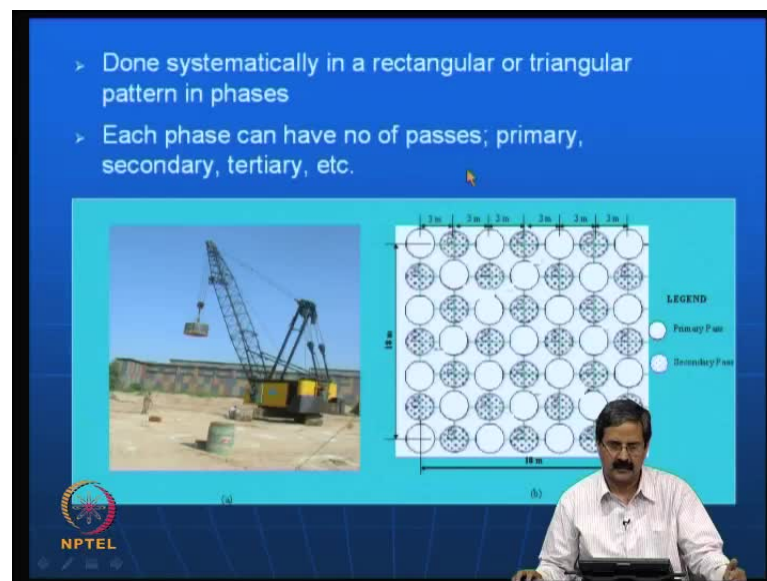 Done systematically in a rectangular or triangular
pattern in phases
Each phase can have no of passes; primary,
secondary, tertiary, etc.
3 m 3 m 3 m 3 m 3 m 3 m
18 m
LEGEND
Primary Pass
Secondary Pass
18 m
(a)
(b)
NPTEL